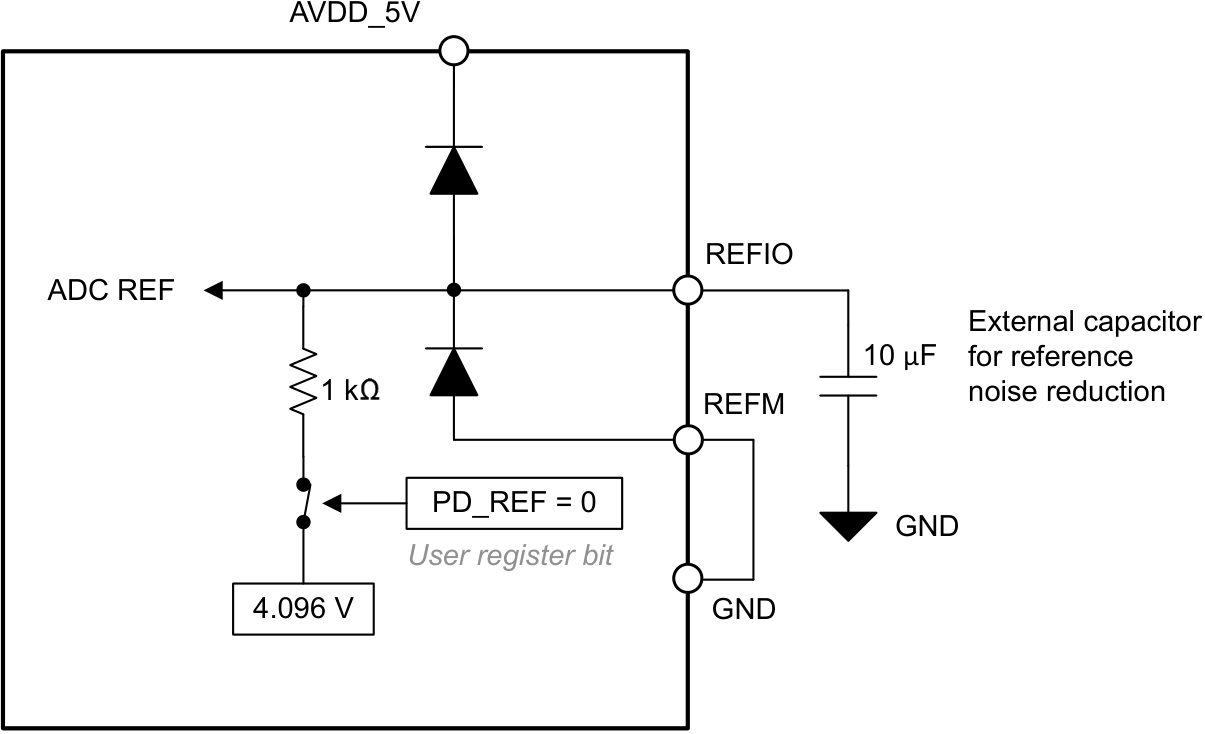 AVDD_5V
REFIO
ADC REF
External capacitor
for reference
noise reduction
10 μF
1 kΩ
REFM
PD_REF = 0
User register bit
GND
4.096 V
GND